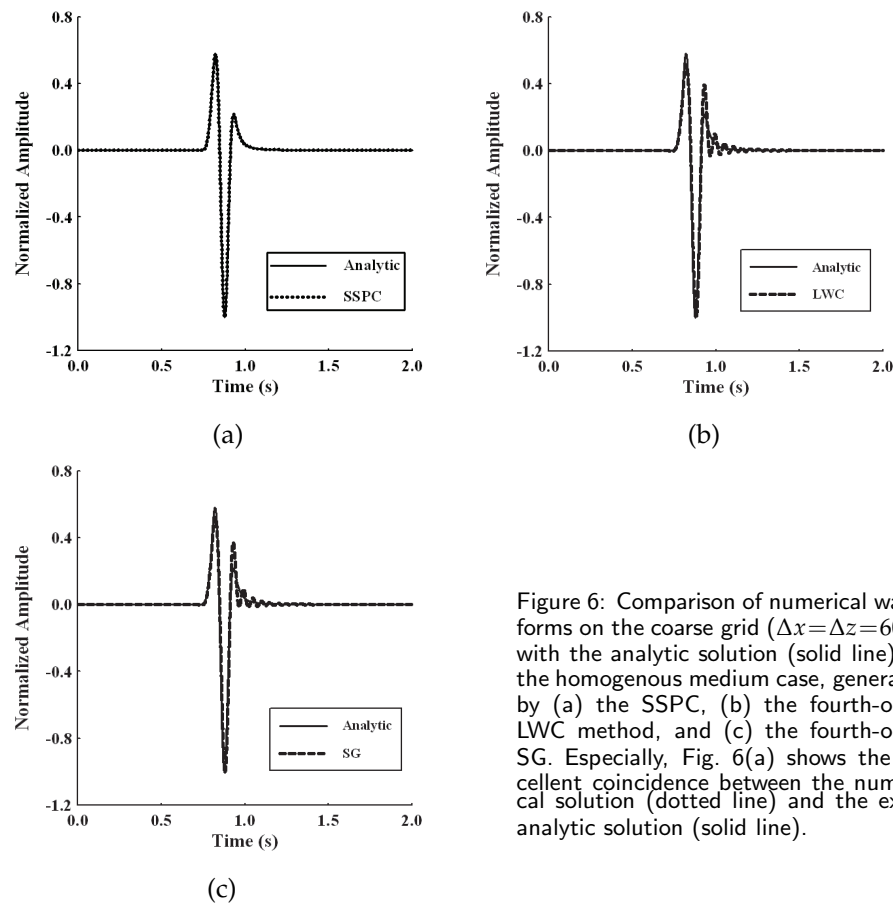 0.8
0.4
0.0
-0.4
-0.8
-1.2
Normalized Amplitude
Analytic
SSPC
0.0 0.5 1.0 1.5 2.0
Time (s)
(a)
0.8
0.4
0.0
-0.4
-0.8
-1.2
Normalized Amplitude
Analytic
LWC
0.0 0.5 1.0 1.5 2.0
Time (s)
(b)
0.8
0.4
0.0
-0.4
-0.8
-1.2
Normalized Amplitude
Analytic
SG
0.0 0.5 1.0 1.5 2.0
Time (s)
(c)
Figure 6: Comparison of numerical wa
forms on the coarse grid (Δx=Δz=60
with the analytic solution (solid line)
the homogenous medium case, genera
by (a) the SSPC, (b) the fourth-o
LWC method, and (c) the fourth-o
SG. Especially, Fig. 6(a) shows the
cellent coincidence between the num
cal solution (dotted line) and the ex
analytic solution (solid line).